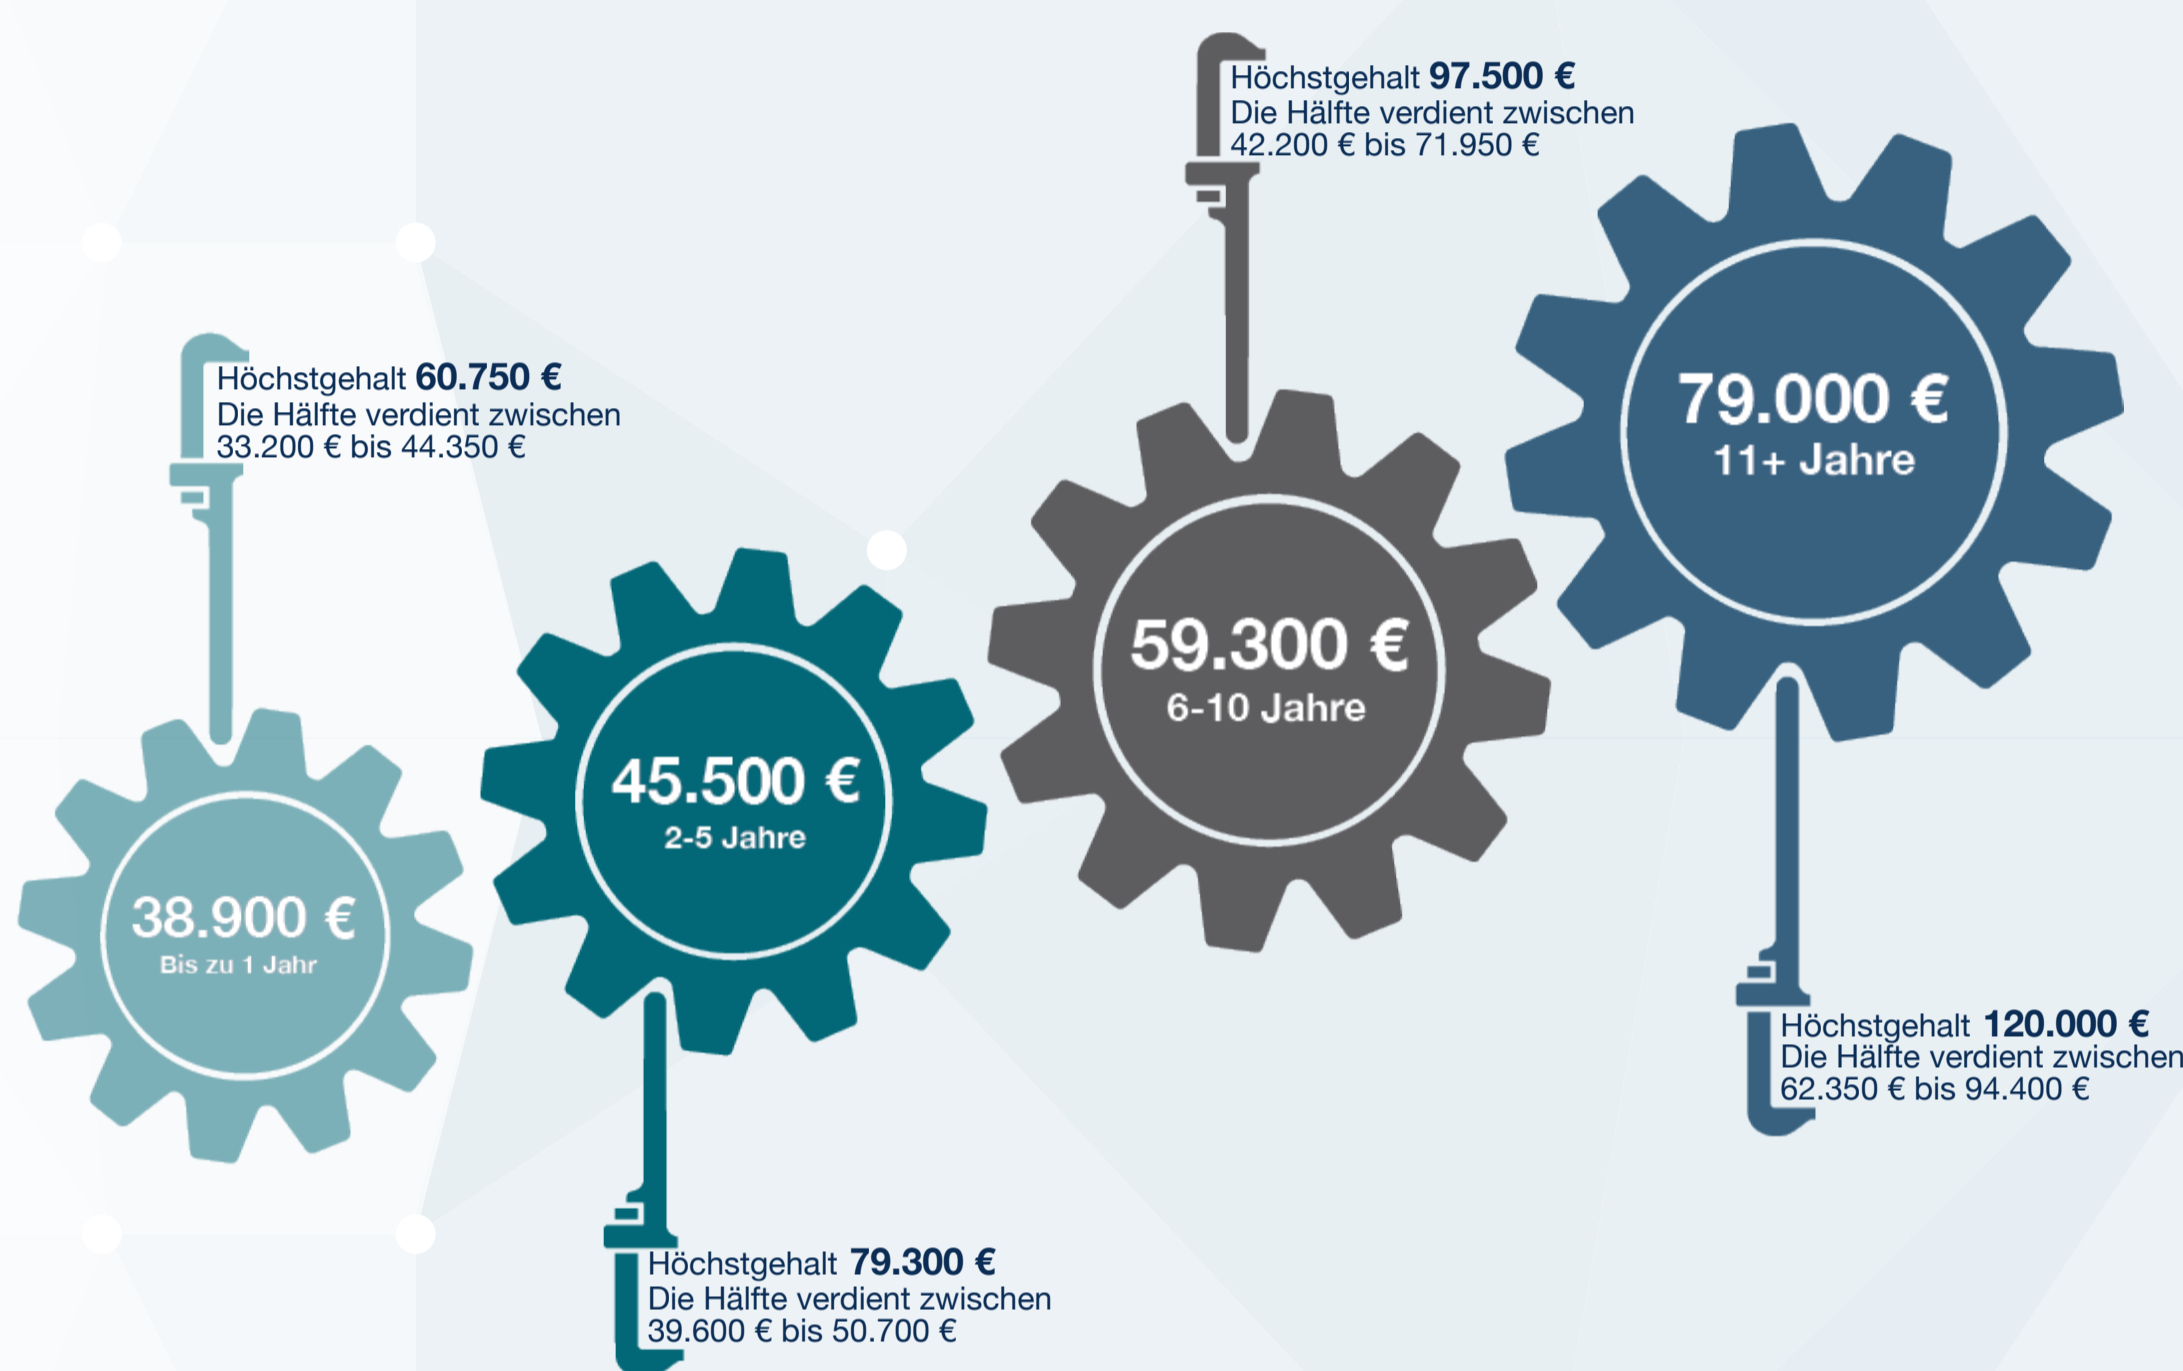 Höchstgehalt 60.750 €
Die Hälfte verdient zwischen
33.200 € bis 44.350 €
38.900 €
Bis zu 1 Jahr
45.500 €
2-5 Jahre
Höchstgehalt 79.300 €
Die Hälfte verdient zwischen
39.600 € bis 50.700 €
Höchstgehalt 97.500 €
Die Hälfte verdient zwischen
42.200 € bis 71.950 €
59.300 €
6-10 Jahre
79.000 €
11+ Jahre
Höchstgehalt 120.000 €
Die Hälfte verdient zwischen
62.350 € bis 94.400 €